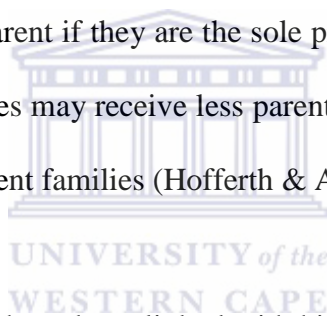 arent if they are the sole p
es may receive less parent
ent families (Hofferth & A
UNIVERSITY of the
WESTERN CAPE